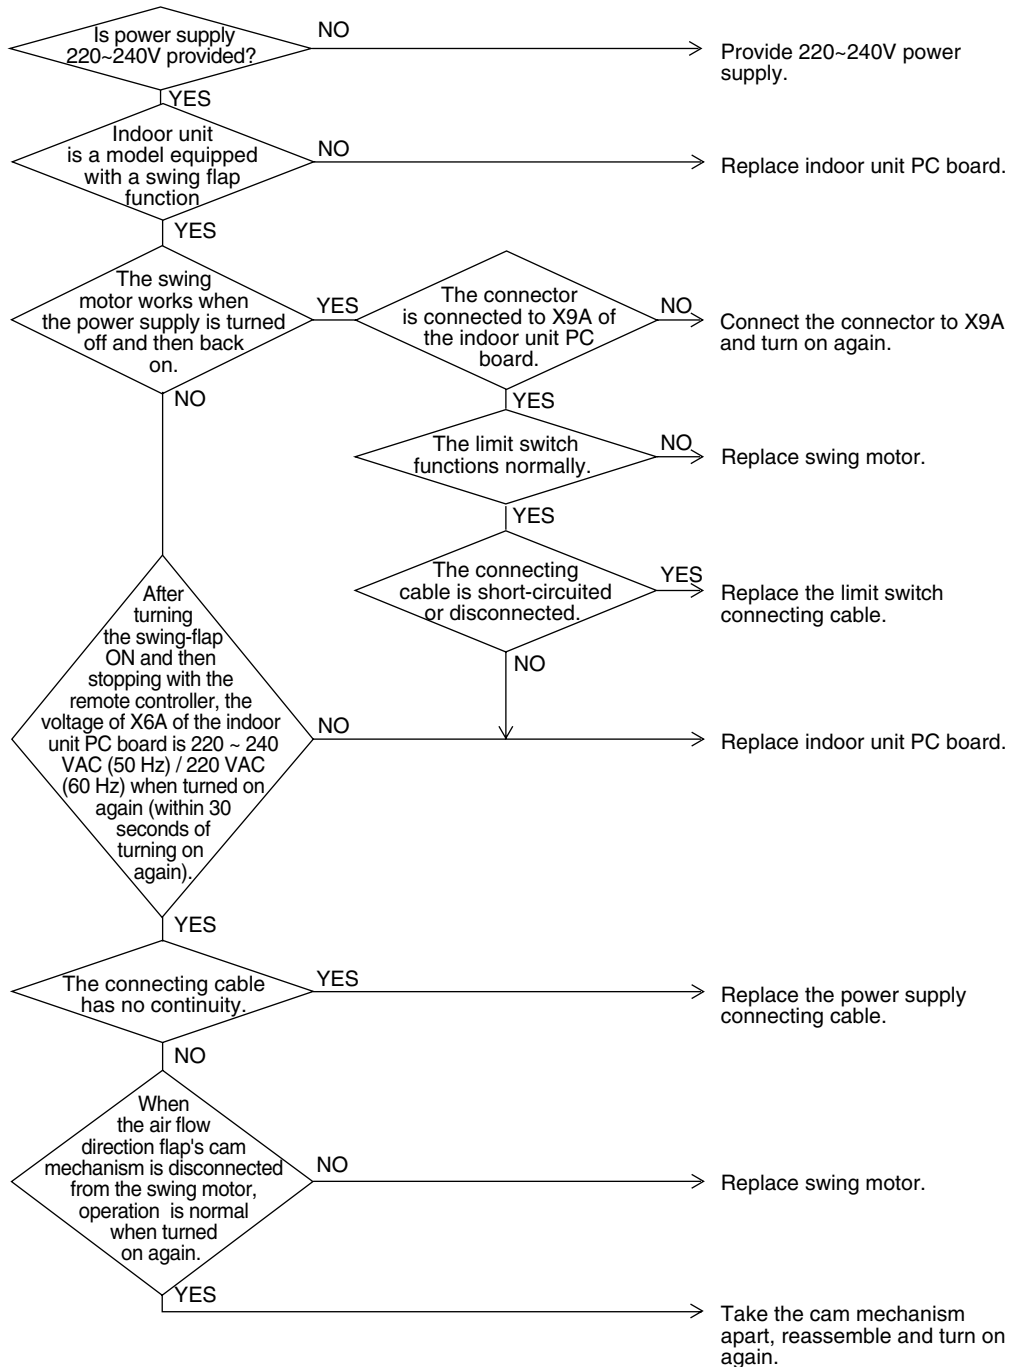 Is power supply
220~240V provided?
NO
Provide 220~240V power
supply.
YES
Indoor unit
is a model equipped
with a swing flap
function
NO
Replace indoor unit PC board.
YES
The swing
motor works when
the power supply is turned
off and then back
on.
YES
The connector
is connected to X9A of
the indoor unit PC
board.
NO
Connect the connector to X9A
and turn on again.
NO
YES
The limit switch
functions normally.
NO
Replace swing motor.
YES
The connecting
cable is short-circuited
or disconnected.
YES
Replace the limit switch
connecting cable.
NO
After
turning
the swing-flap
ON and then
stopping with the
remote controller, the
voltage of X6A of the indoor
unit PC board is 220 ~ 240
VAC (50 Hz) / 220 VAC
(60 Hz) when turned on
again (within 30
seconds of
turning on
again).
NO
Replace indoor unit PC board.
YES
The connecting cable
has no continuity.
YES
Replace the power supply
connecting cable.
NO
When
the air flow
direction flap's cam
mechanism is disconnected
from the swing motor,
operation is normal
when turned
on again.
NO
Replace swing motor.
YES
Take the cam mechanism
apart, reassemble and turn on
again.